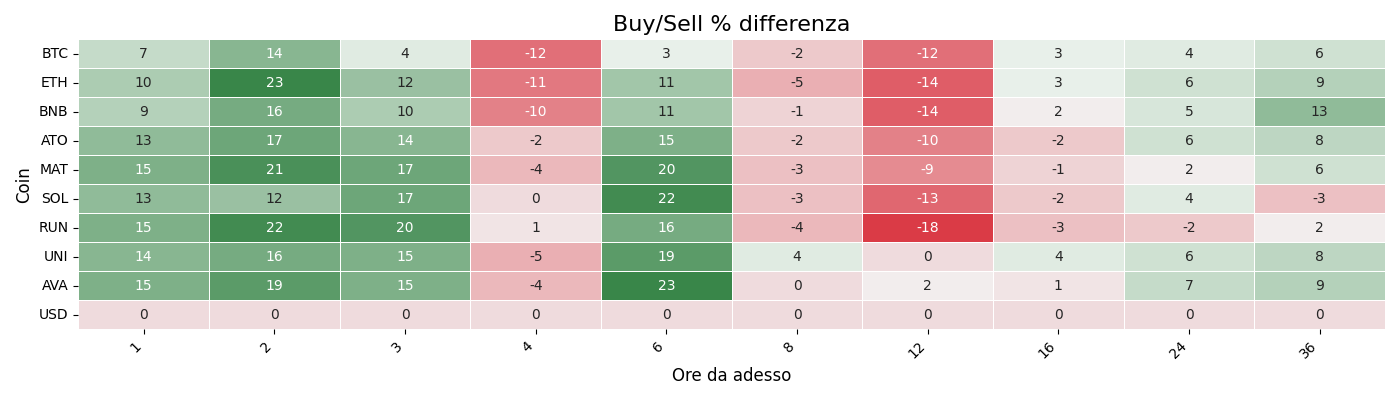 Buy/Sell % differenza
Coin
BTC 7 14 4 -12 3 -2 -12 3 4 6
ETH 10 23 12 -11 11 -5 -14 3 6 9
BNB 9 16 10 -10 11 -1 -14 2 5 13
ATO 13 17 14 -2 15 -2 -10 -2 6 8
MAT 15 21 17 -4 20 -3 -9 -1 2 6
SOL 13 12 17 0 22 -3 -13 -2 4 -3
RUN 15 22 20 1 16 -4 -18 -3 -2 2
UNI 14 16 15 -5 19 4 0 4 6 8
AVA 15 19 15 -4 23 0 2 1 7 9
USD 0 0 0 0 0 0 0 0 0 0
1 2 3 4 6 8 12 16 24 36
Ore da adesso